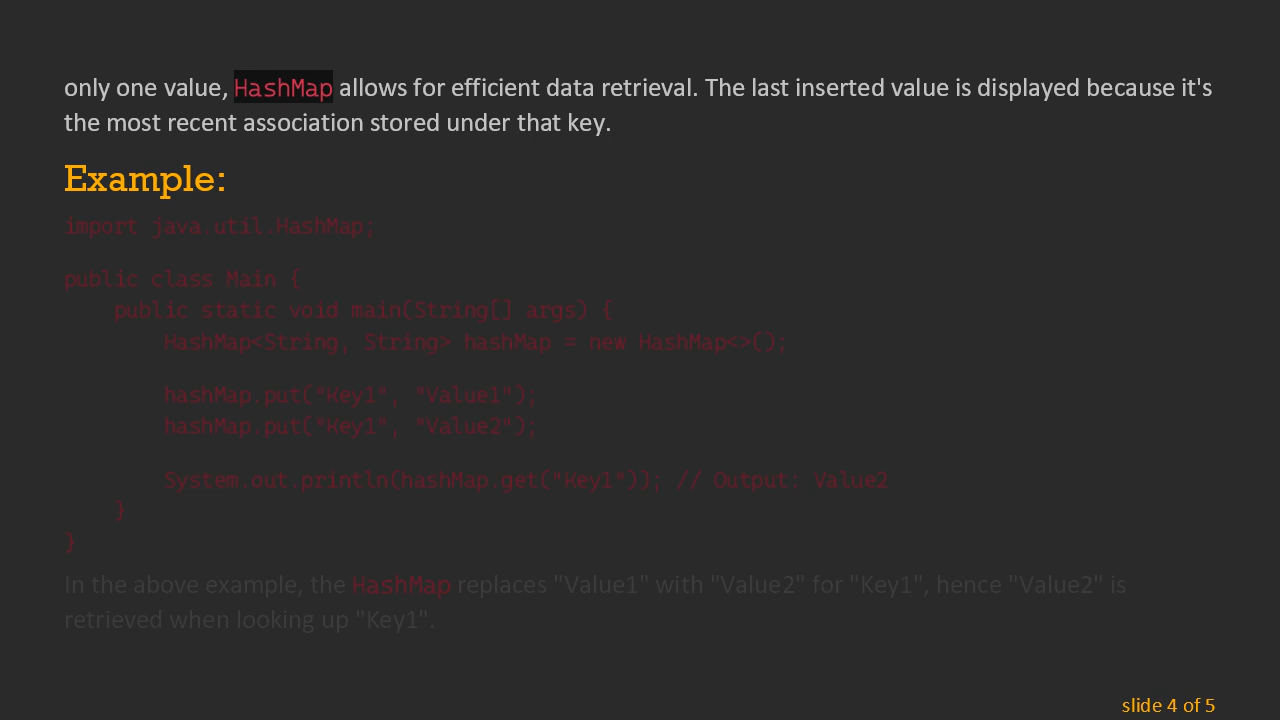 only one value, HashMap allows for efficient data retrieval. The last inserted value is displayed because it's
the most recent association stored under that key.
Example:
import java.util.HashMap;
public class Main {
    public static void main(String[] args) {
        HashMap<String, String> hashMap = new HashMap<>();
        hashMap.put("Key1", "Value1");
        hashMap.put("Key1", "Value2");
        System.out.println(hashMap.get("Key1")); // Output: Value2
    }
}
In the above example, the HashMap replaces "Value1" with "Value2" for "Key1", hence "Value2" is
retrieved when looking up "Key1".
slide 4 of 5